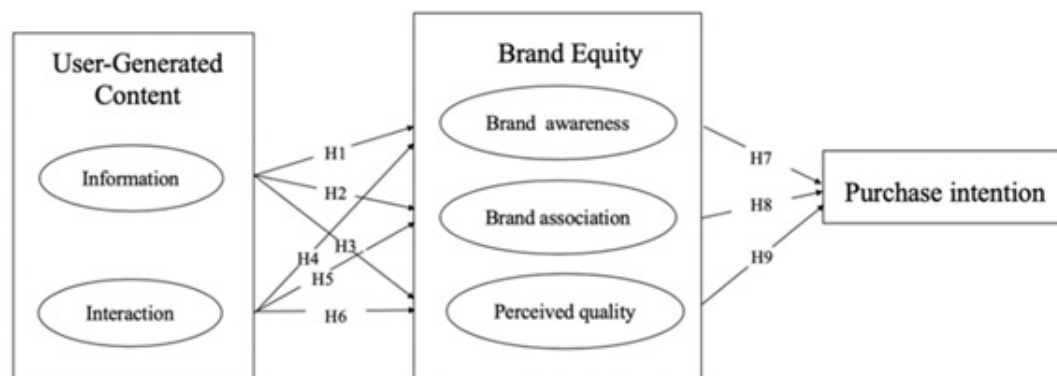 User-Generated
Content
Information
Interaction
H1
H2
H3
H4
H5
H6
Brand Equity
Brand awareness
Brand association
Perceived quality
H7
H8
H9
Purchase intention